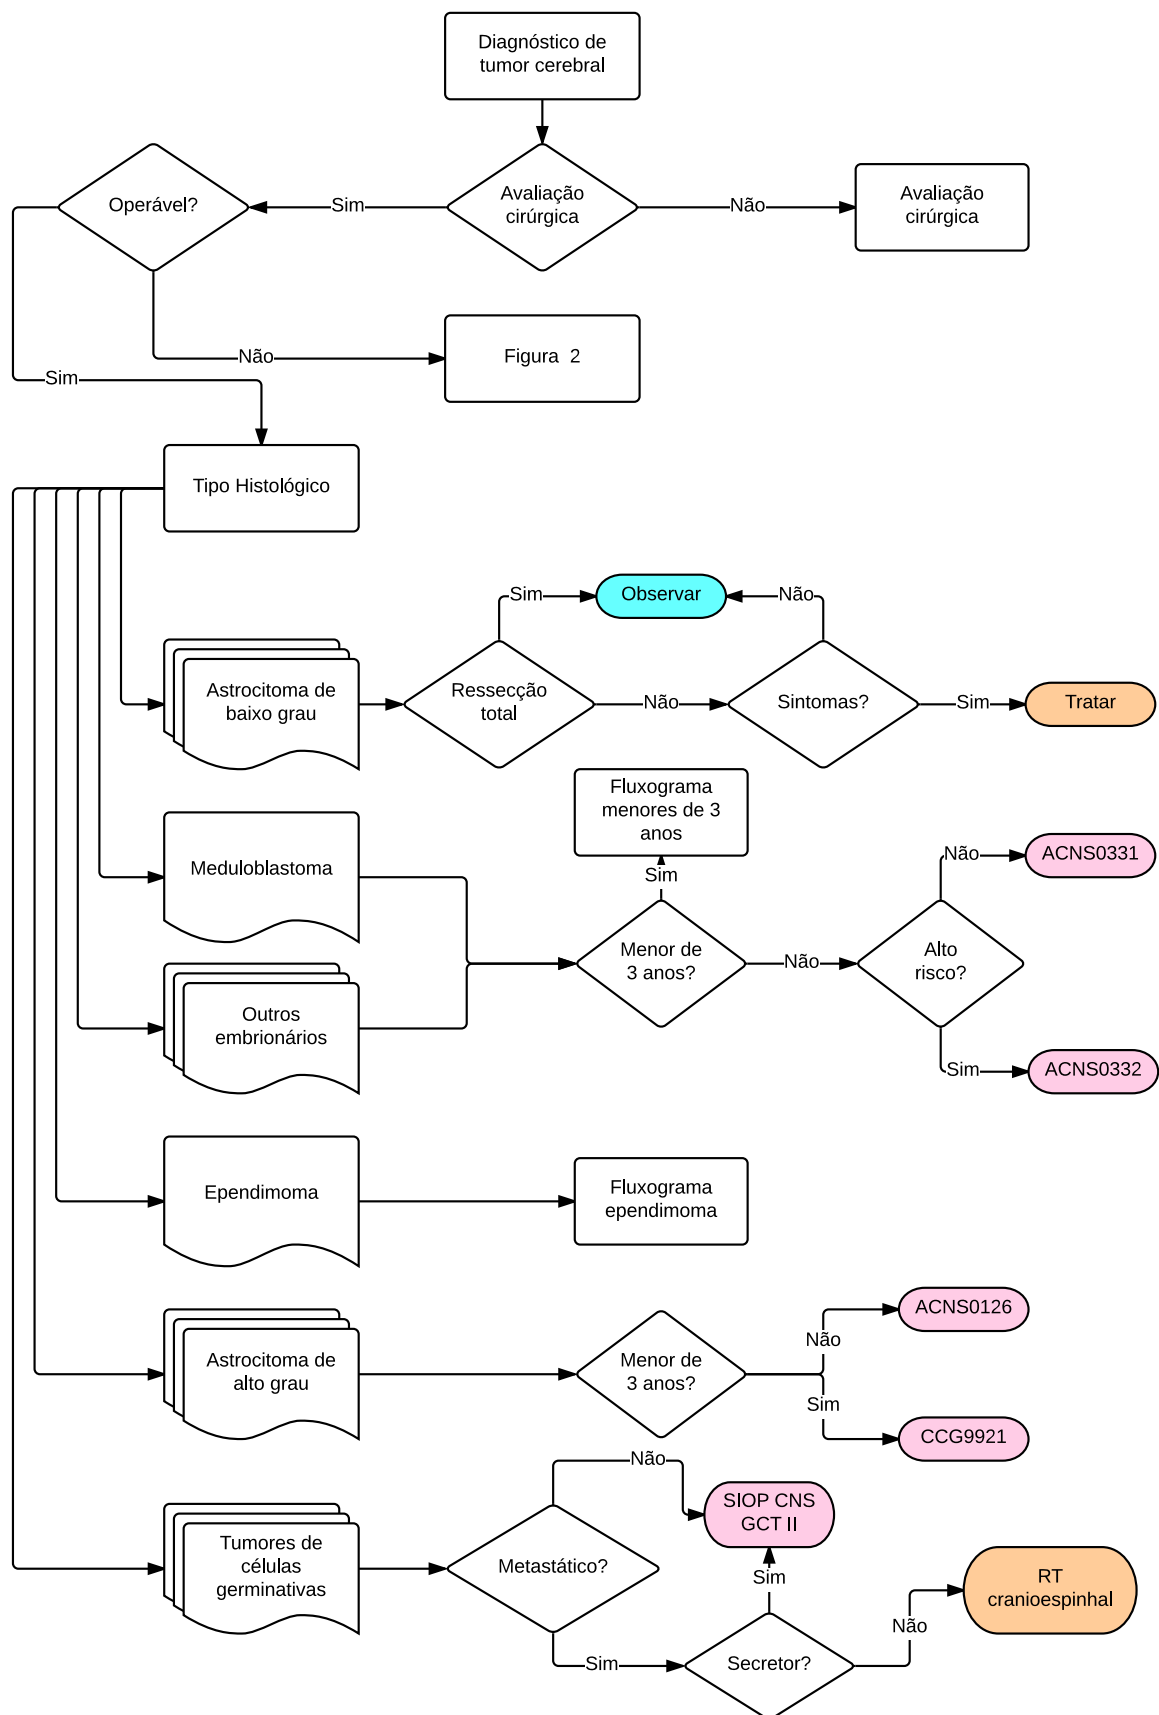 Diagnóstico de
tumor cerebral
Operável?
Sim
Avaliação
cirúrgica
Não
Avaliação
cirúrgica
Não
Figura 2
Sim
Tipo Histológico
Sim
Observar
Não
Astrocitoma de
baixo grau
Ressecção
total
Não
Sintomas?
Sim
Tratar
Fluxograma
menores de 3
anos
Meduloblastoma
Sim
Não
ACNS0331
Menor de
3 anos?
Não
Alto
risco?
Outros
embrionários
Sim
ACNS0332
Ependimoma
Fluxograma
ependimoma
Astrocitoma de
alto grau
Menor de
3 anos?
Não
ACNS0126
Sim
CCG9921
Não
SIOP CNS
GCT II
Tumores de
células
germinativas
Metastático?
Sim
Sim
Secretor?
Não
RT
cranioespinhal